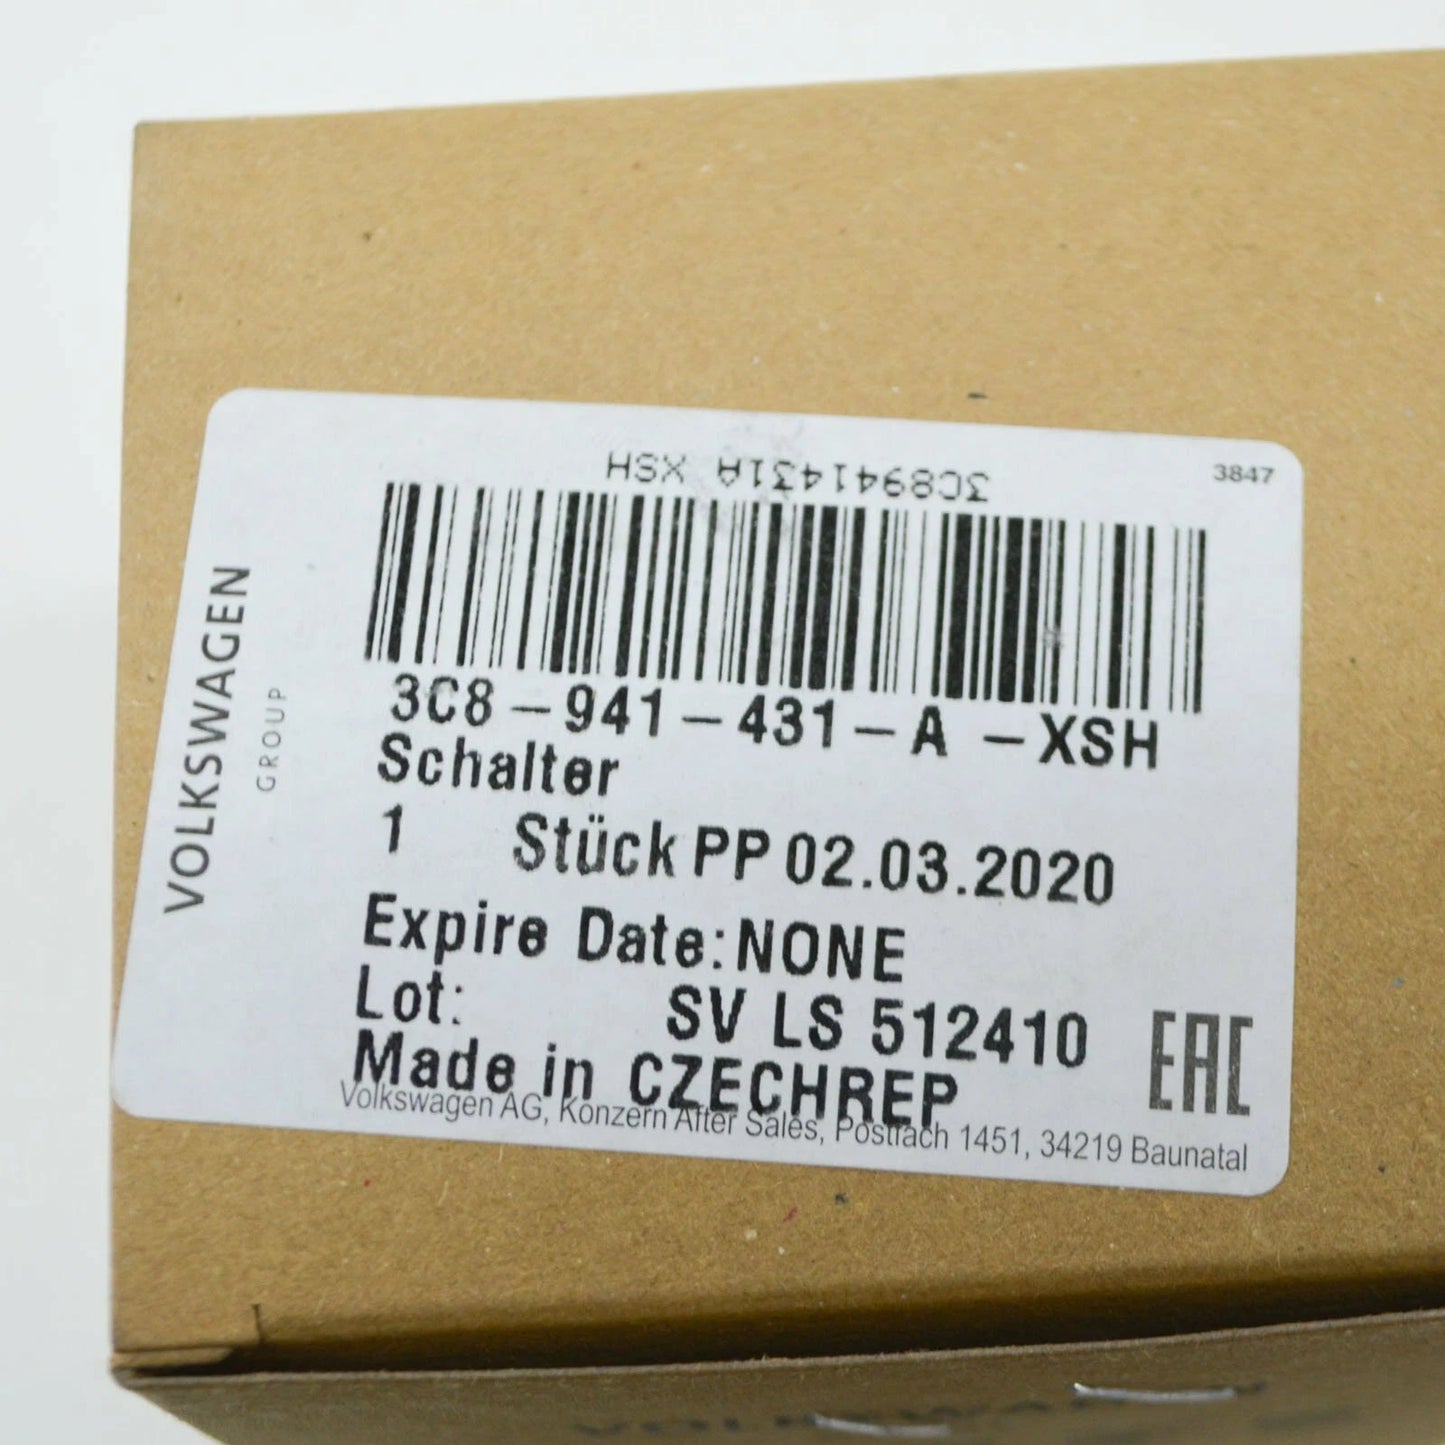 3C8941431A XSH
3847
3C8-941-431-A -XSH
Schalter
1 Stück PP 02.03.2020
Expire Date:NONE
Lot: SV LS 512410
Made in CZECHREP
Volkswagen AG, Konzern After Sales, Postfach 1451, 34219 Baunatal
EAC
VOLKSWAGEN
GROUP
VOLKSWAGEN